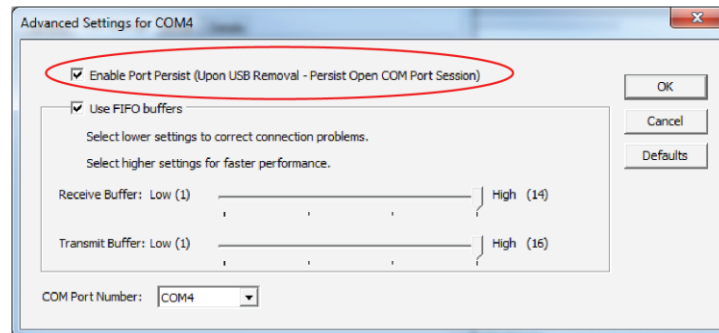 Advanced Settings for COM4
Enable Port Persist (Upon USB Removal - Persist Open COM Port Session)
OK
Use FIFO buffers
Cancel
Select lower settings to correct connection problems.
Defaults
Select higher settings for faster performance.
Receive Buffer: Low (1) High (14)
Transmit Buffer: Low (1) High (16)
COM Port Number: COM4